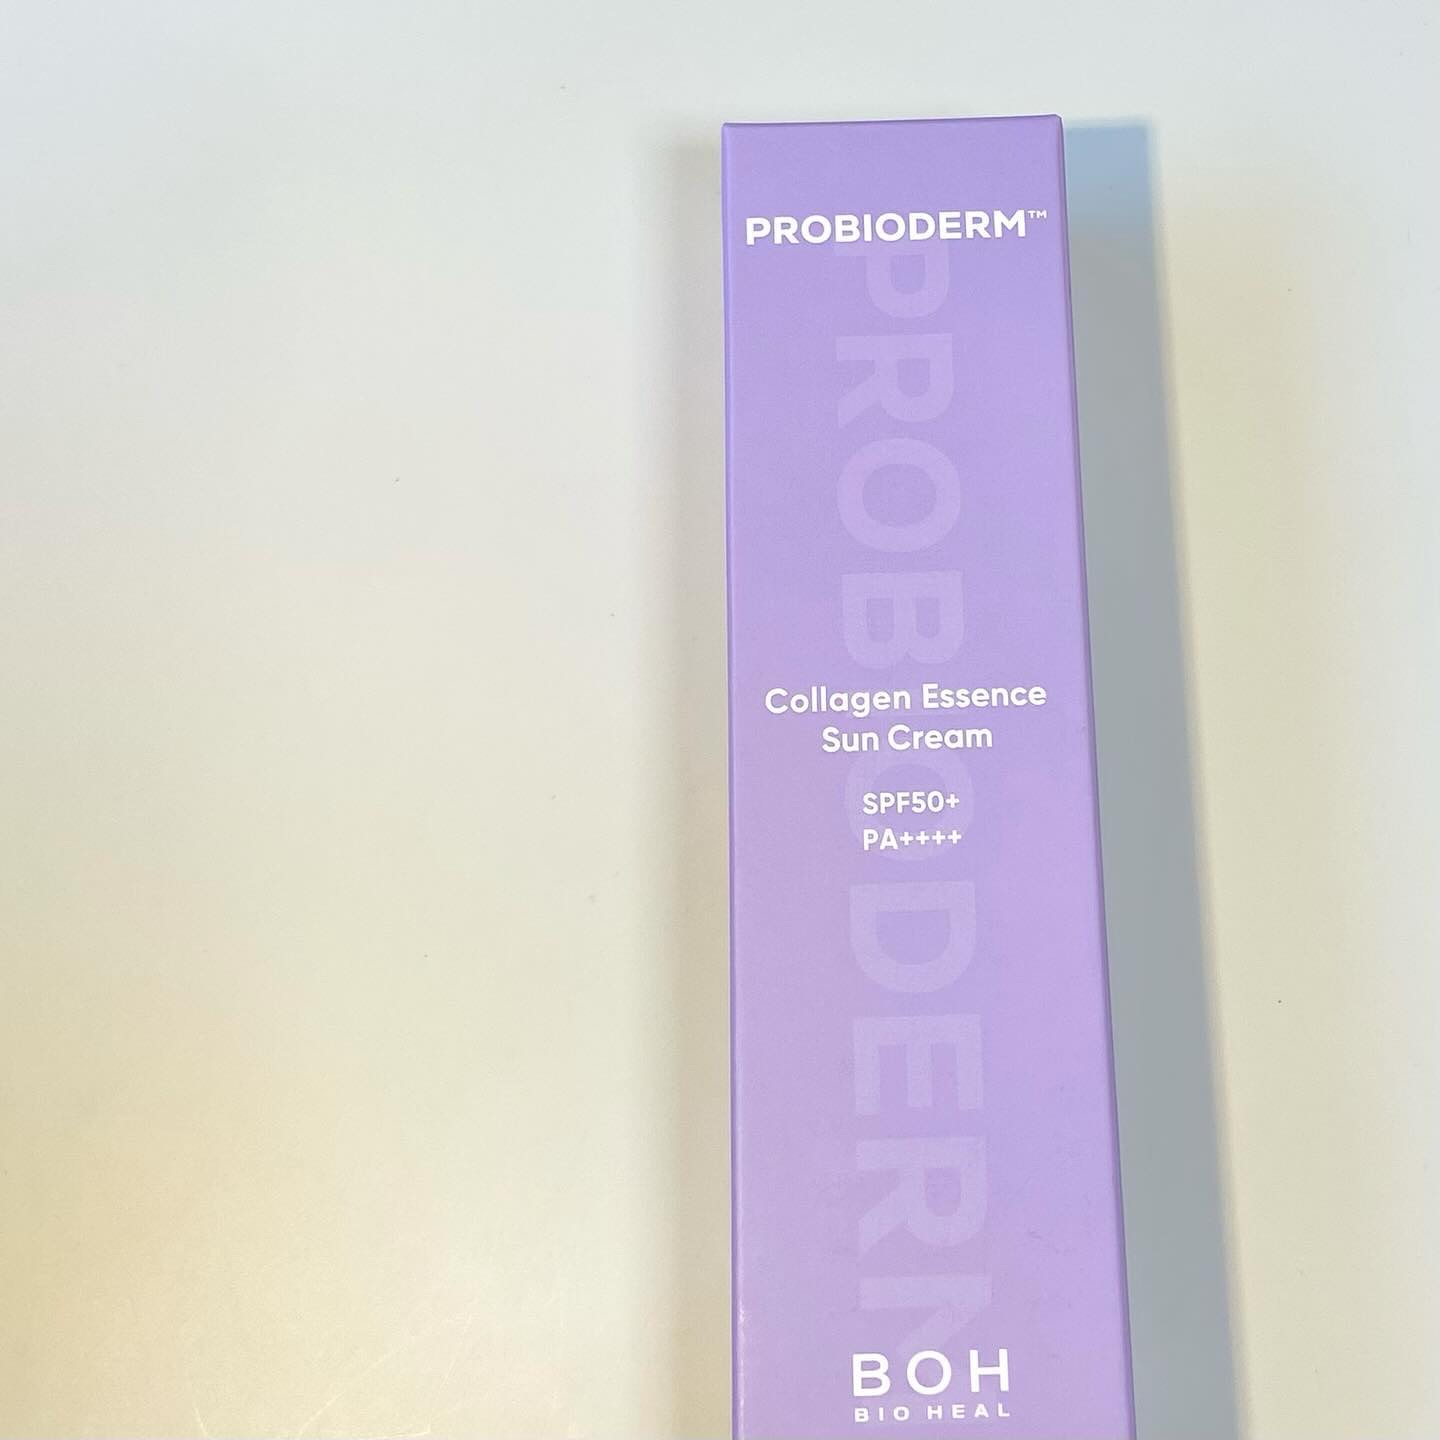 PROBIODERM™
PROBIODERM
Collagen Essence
Sun Cream
SPF50+
PA++++
BOH
BIO HEAL